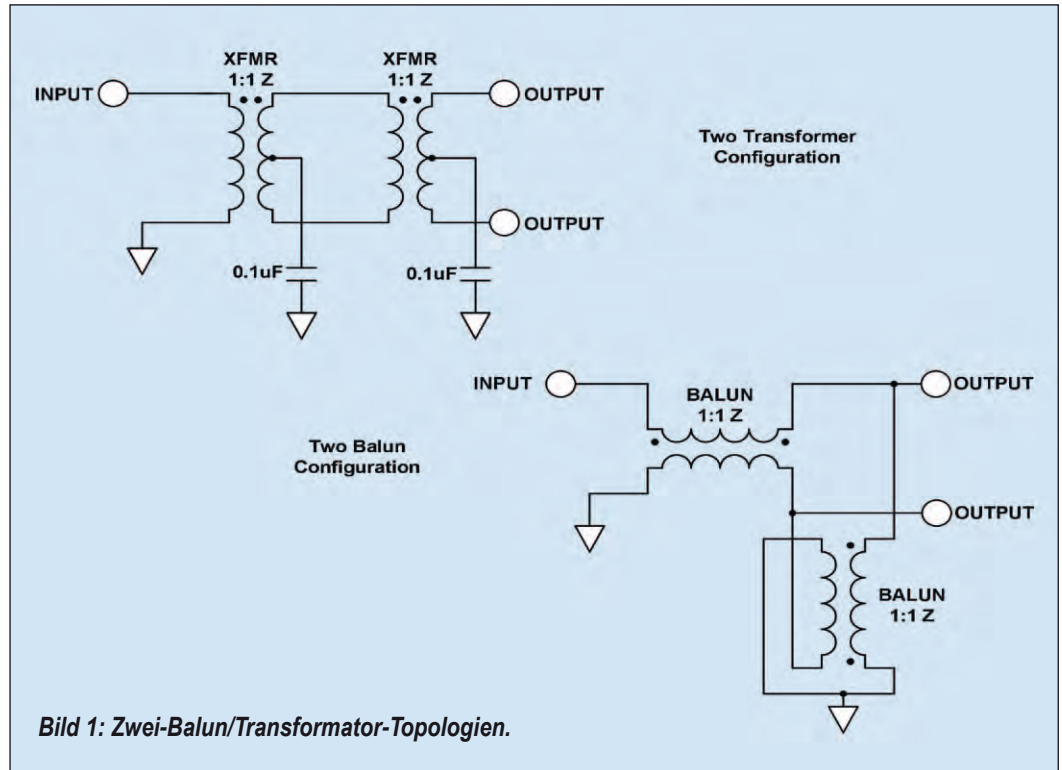 XFMR
1:1 Z
XFMR
1:1 Z
INPUT
OUTPUT
Two Transformer
Configuration
OUTPUT
0.1uF
0.1uF
INPUT
OUTPUT
BALUN
1:1 Z
Two Balun
Configuration
OUTPUT
BALUN
1:1 Z
Bild 1: Zwei-Balun/Transformator-Topologien.